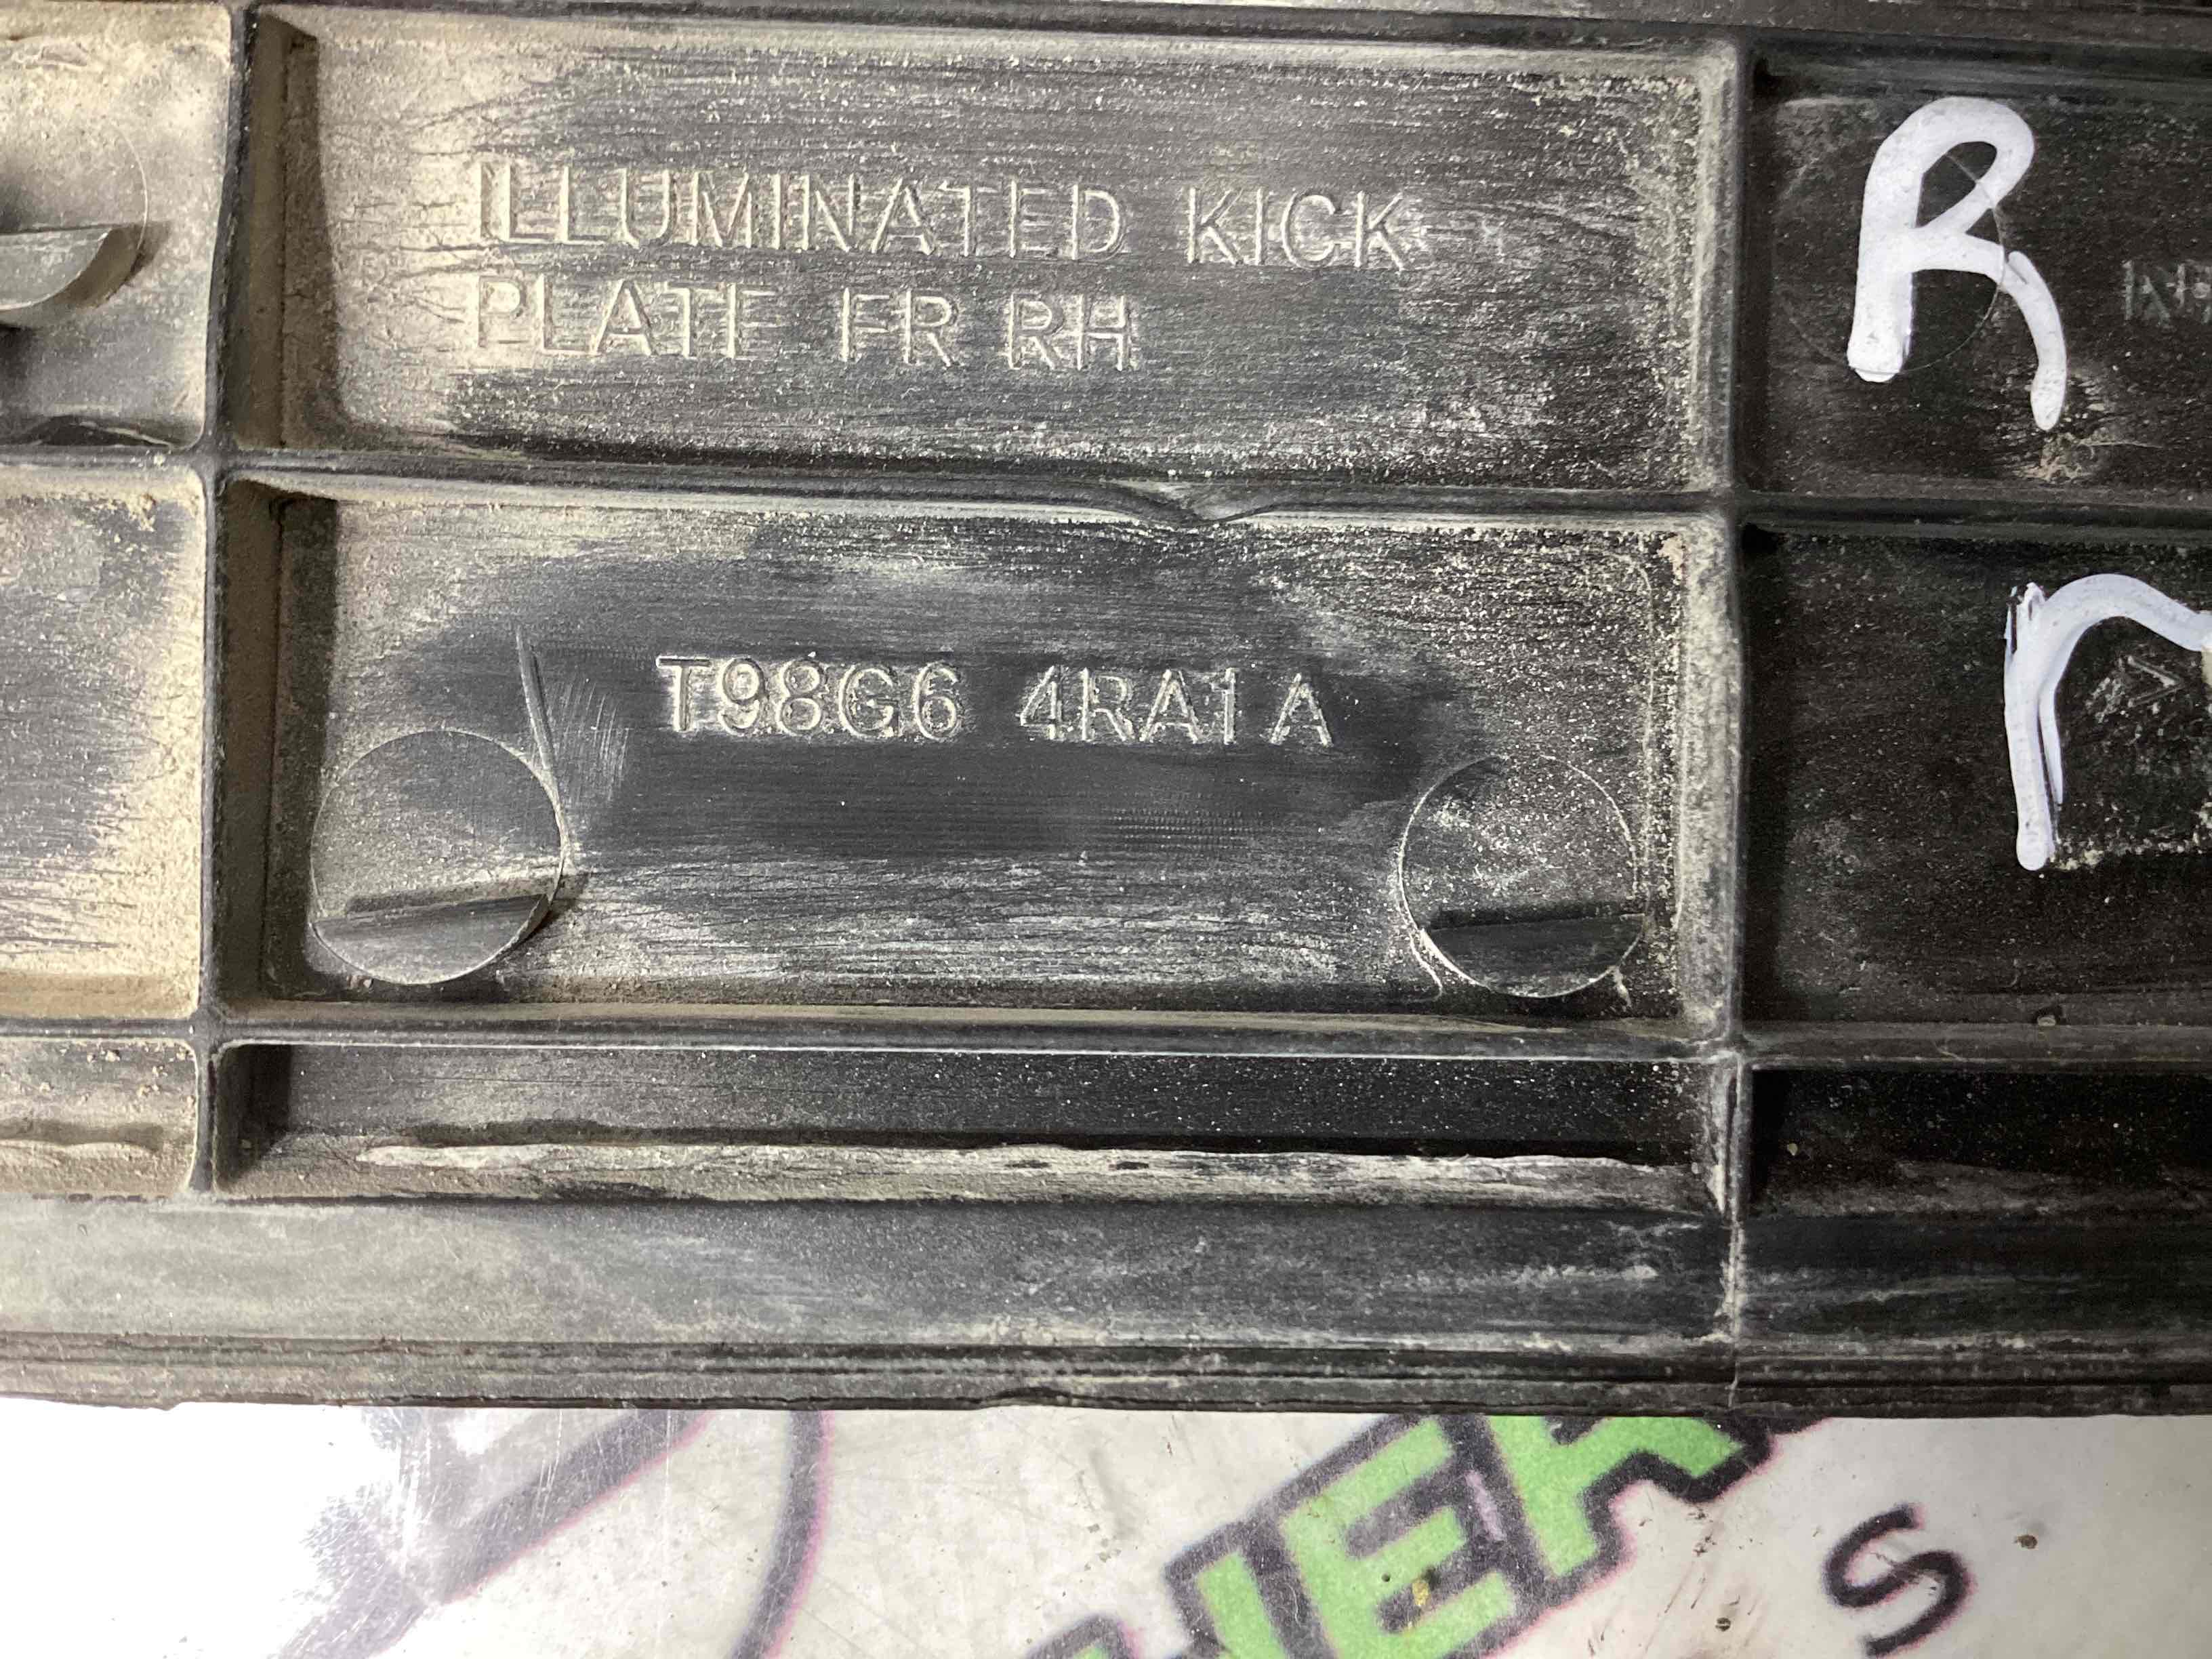 ILLUMINATED KICK
PLATE FR RH
R
T98G6 4RA1A
S